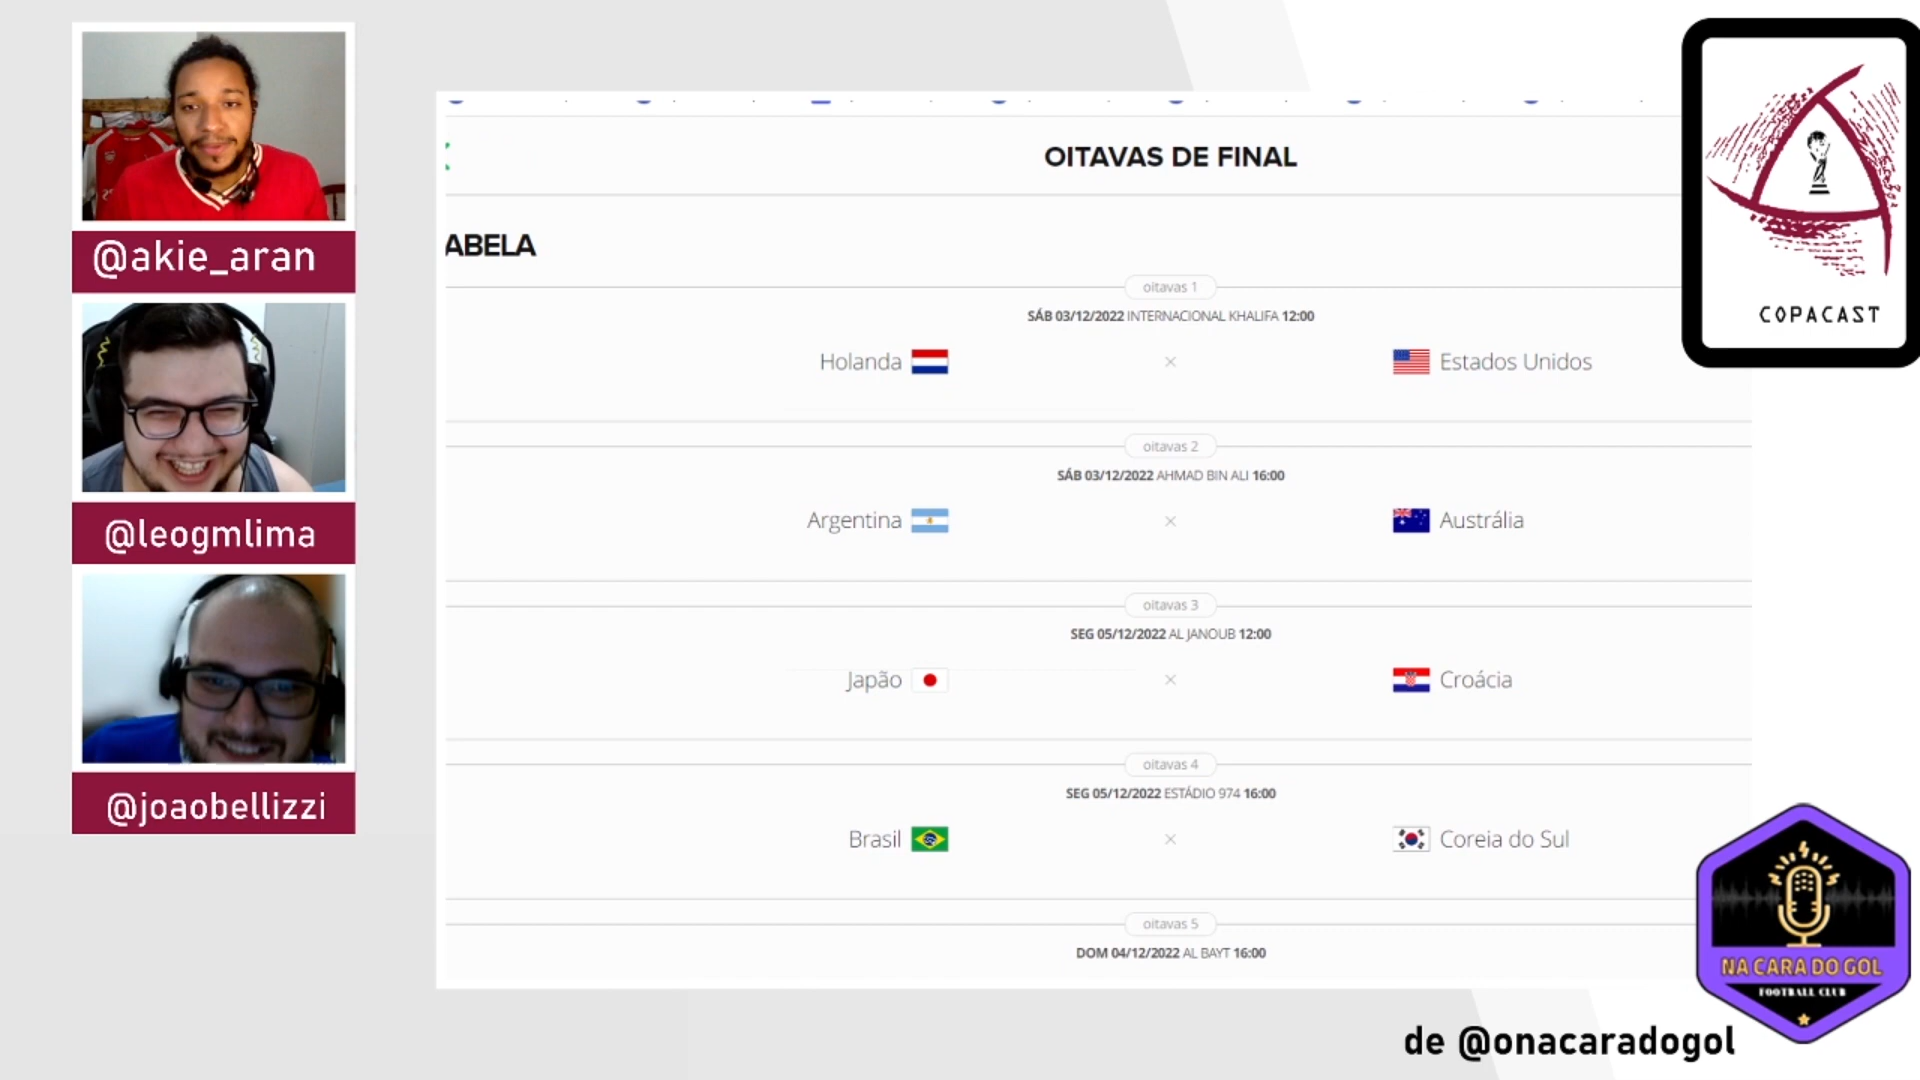 @akie_aran
@leogmlima
@joaobellizzi
OITAVAS DE FINAL
ABELA
oitavas 1
SÁB 03/12/2022 INTERNACIONAL KHALIFA 12:00
Holanda × Estados Unidos
oitavas 2
SÁB 03/12/2022 AHMAD BIN ALI 16:00
Argentina × Austrália
oitavas 3
SEG 05/12/2022 AL JANOUB 12:00
Japão × Croácia
oitavas 4
SEG 05/12/2022 ESTÁDIO 974 16:00
Brasil × Coreia do Sul
oitavas 5
DOM 04/12/2022 AL BAYT 16:00
COPACAST
NA CARA DO GOL
FOOTBALL CLUB
de @onacaradogol